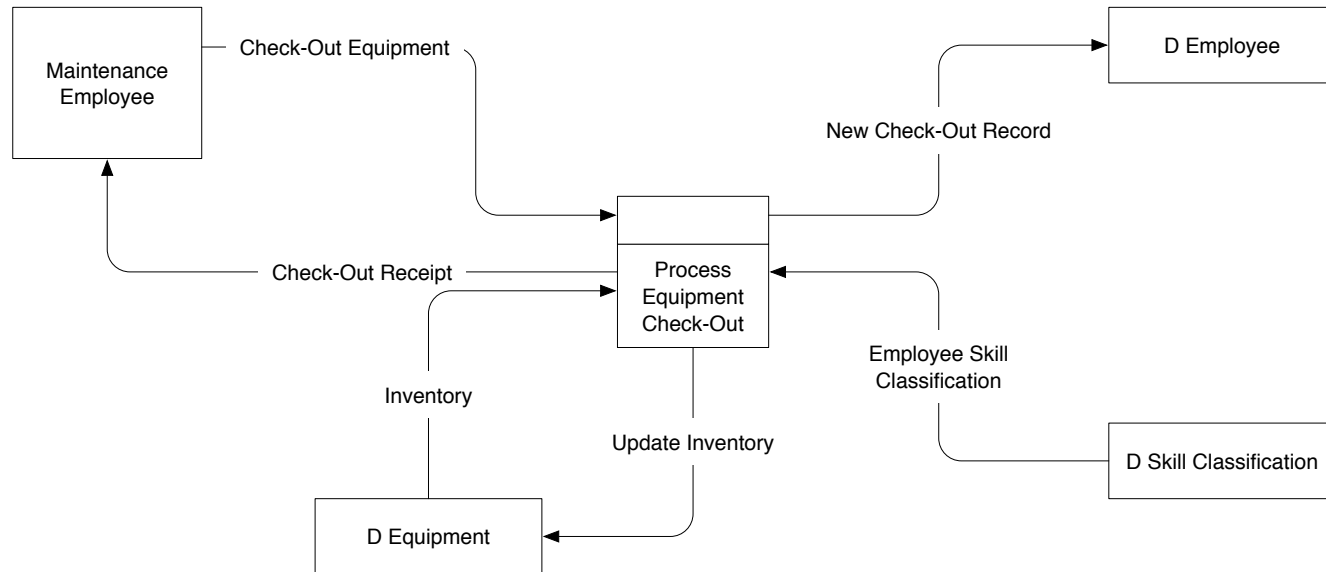 Maintenance
Employee
Check-Out Equipment
D Employee
New Check-Out Record
Check-Out Receipt
Process
Equipment
Check-Out
Employee Skill
Classification
Inventory
Update Inventory
D Skill Classification
D Equipment